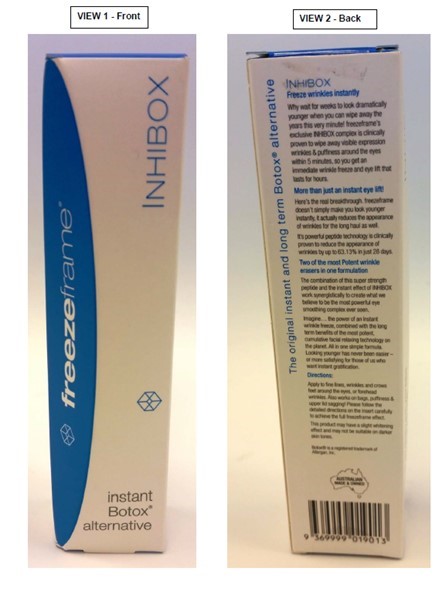 VIEW 1 - Front
INHIBOX
freezeframe®
instant
Botox®
alternative
VIEW 2 - Back
The original instant and long term Botox® alternative
INHIBOX
Freeze wrinkles instantly
Why wait for weeks to look dramatically
younger when you can wipe away the
years this very minute! freezeframe's
exclusive INHIBOX complex is clinically
proven to wipe away visible expression
wrinkles & puffiness around the eyes
within 5 minutes, so you get an
immediate wrinkle freeze and eye lift that
lasts for hours.
More than just an instant eye lift!
Here's the real breakthrough. freezeframe
doesn't simply make you look younger
instantly, it actually reduces the appearance
of wrinkles for the long haul as well.
It's powerful peptide technology is clinically
proven to reduce the appearance of
wrinkles by up to 63.13% in just 28 days.
Two of the most Potent wrinkle
erasers in one formulation
The combination of this super strength
peptide and the instant effect of INHIBOX
work synergistically to create what we
believe to be the most powerful eye
smoothing complex ever seen.
Imagine... the power of an instant
wrinkle freeze, combined with the long
term benefits of the most potent,
cumulative facial relaxing technology on
the planet. All in one simple formula.
Looking younger has never been easier –
or more satisfying for those of us who
want instant gratification.
Directions:
Apply to fine lines, wrinkles and crows
feet around the eyes, or forehead
wrinkles. Also works on bags, puffiness &
upper lid sagging! Please follow the
detailed directions on the insert carefully
to achieve the full freezeframe effect.
This product may have a slight whitening
effect and may not be suitable on darker
skin tones.
Botox® is a registered trademark of
Allergan, Inc.
AUSTRALIAN
MADE & OWNED
9 369999 019013